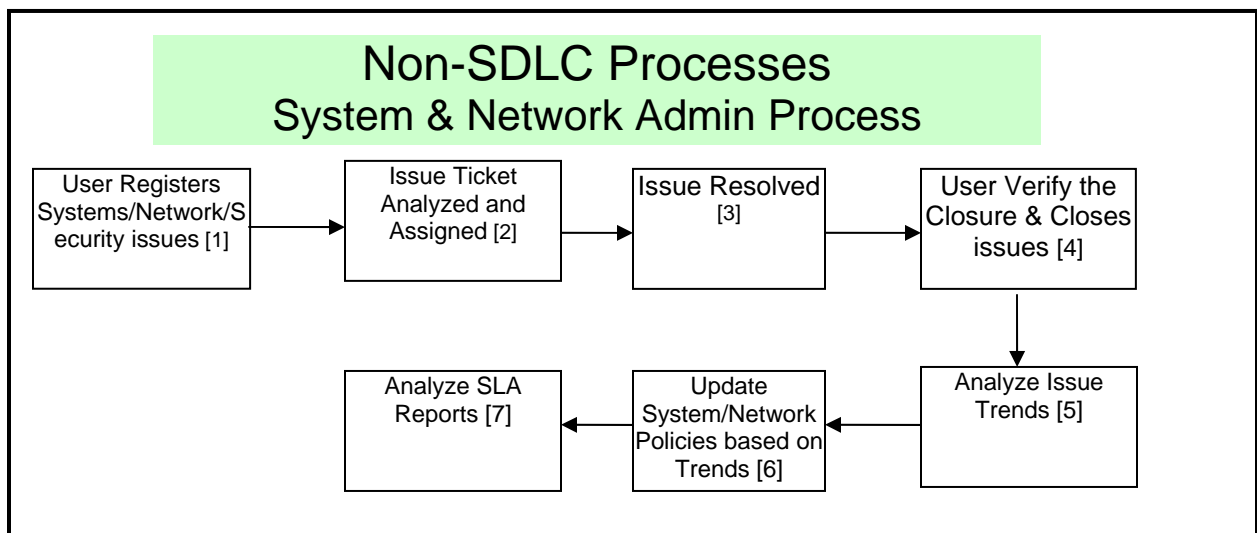 Non-SDLC Processes
System & Network Admin Process
User Registers
Systems/Network/S
ecurity issues [1]
Issue Ticket
Analyzed and
Assigned [2]
Issue Resolved
[3]
User Verify the
Closure & Closes
issues [4]
Analyze Issue
Trends [5]
Update
System/Network
Policies based on
Trends [6]
Analyze SLA
Reports [7]